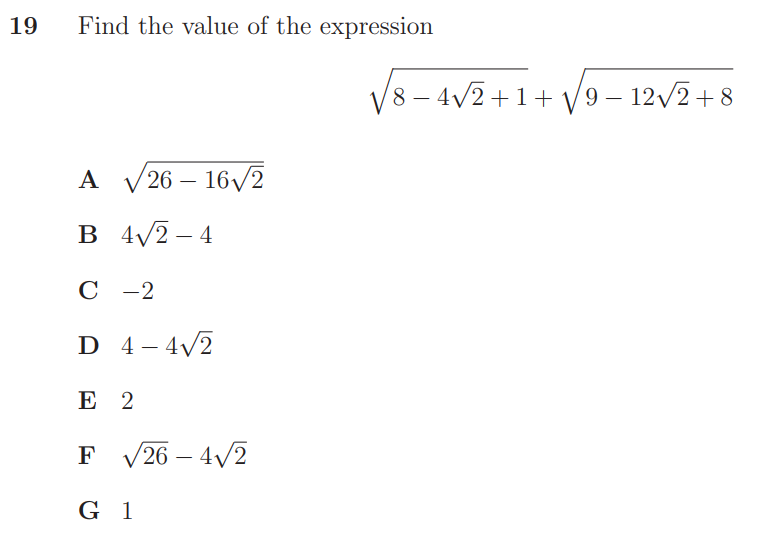 19 Find the value of the expression
√(8 − 4√2 + 1) + √(9 − 12√2 + 8)
A √(26 − 16√2)
B 4√2 − 4
C −2
D 4 − 4√2
E 2
F √26 − 4√2
G 1